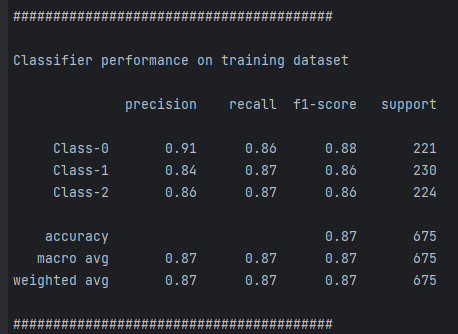 ########################################
Classifier performance on training dataset
precision recall f1-score support
Class-0 0.91 0.86 0.88 221
Class-1 0.84 0.87 0.86 230
Class-2 0.86 0.87 0.86 224
accuracy 0.87 675
macro avg 0.87 0.87 0.87 675
weighted avg 0.87 0.87 0.87 675
########################################